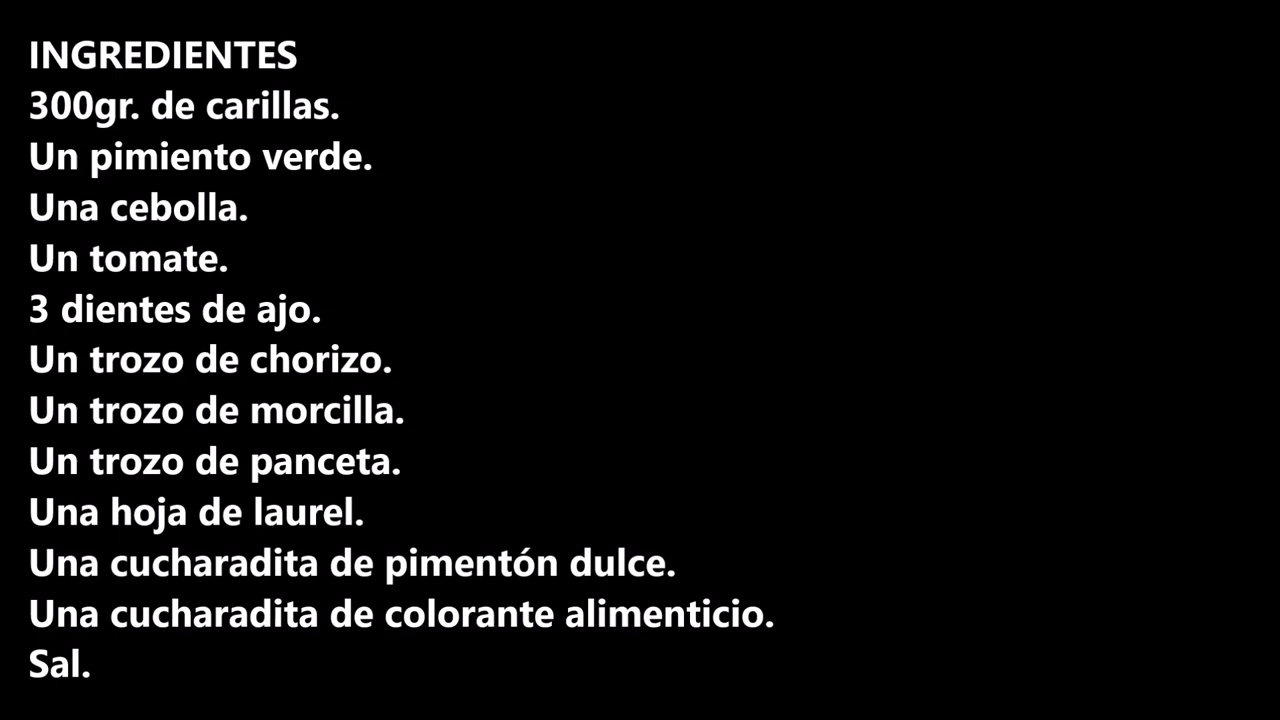 INGREDIENTES
300gr. de carillas.
Un pimiento verde.
Una cebolla.
Un tomate.
3 dientes de ajo.
Un trozo de chorizo.
Un trozo de morcilla.
Un trozo de panceta.
Una hoja de laurel.
Una cucharadita de pimentón dulce.
Una cucharadita de colorante alimenticio.
Sal.